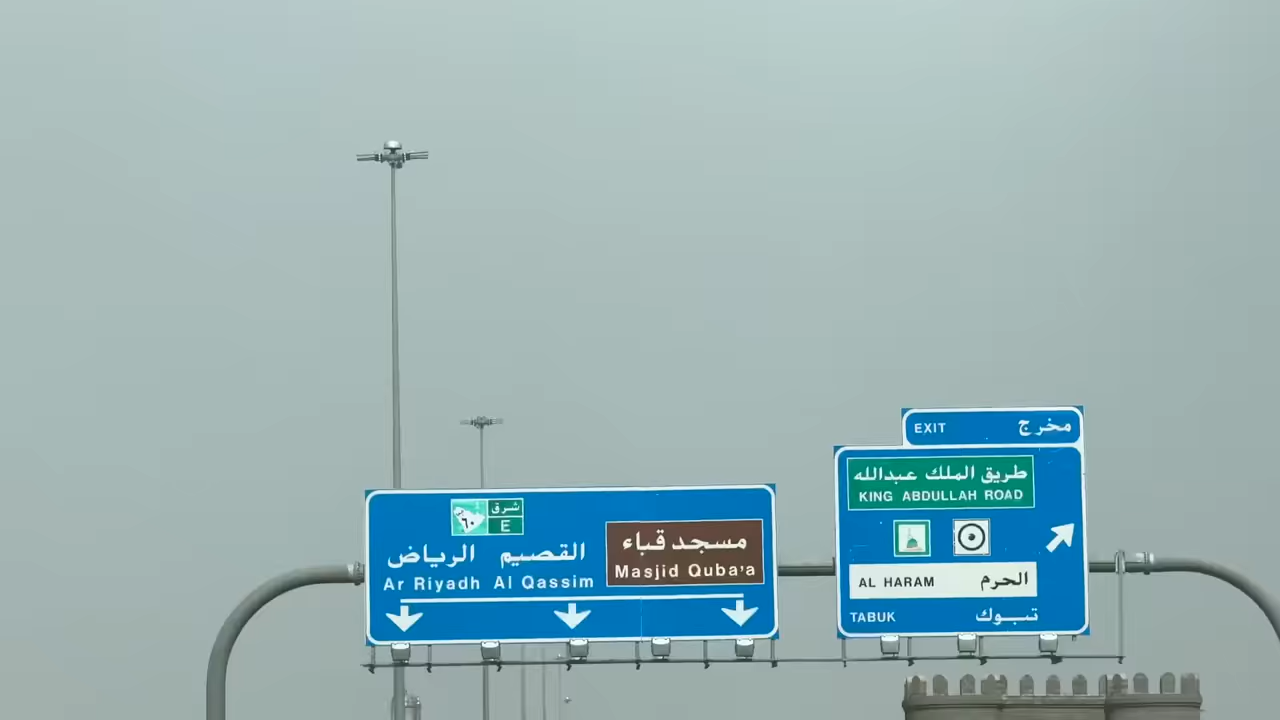 شرق
٦٠ E
الرياض القصيم
Ar Riyadh Al Qassim
مسجد قباء
Masjid Quba'a
EXIT مخرج
طريق الملك عبدالله
KING ABDULLAH ROAD
AL HARAM الحرم
TABUK تبوك